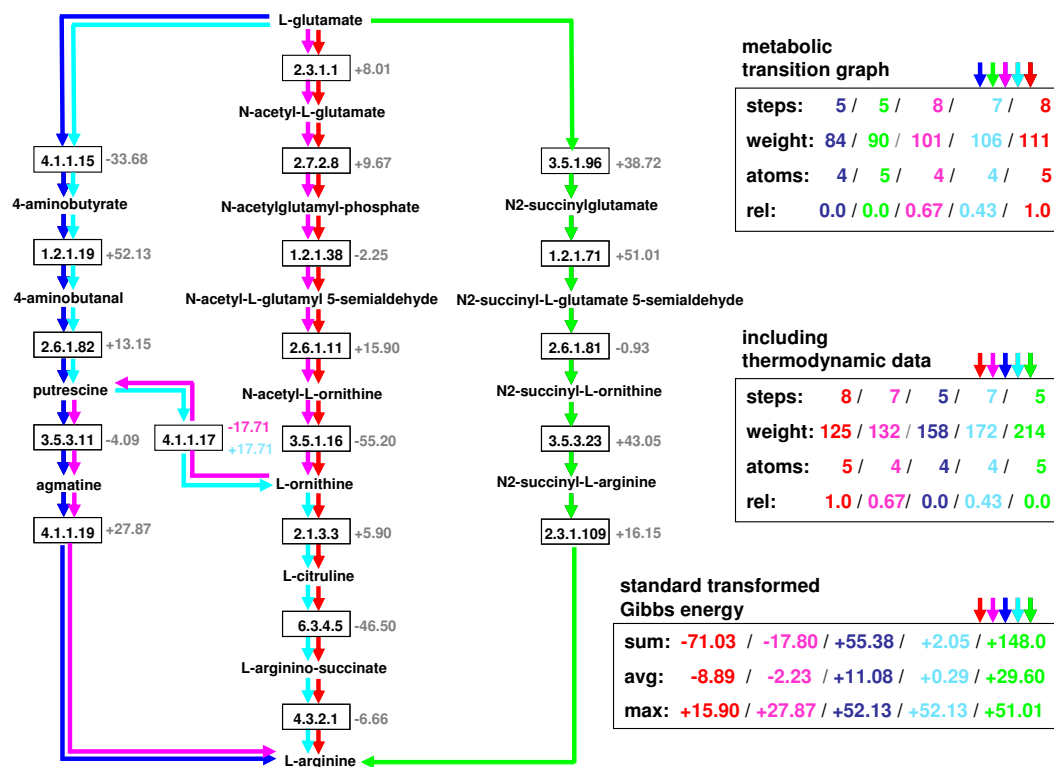 L-glutamate
2.3.1.1 +8.01
N-acetyl-L-glutamate
4.1.1.15 -33.68
2.7.2.8 +9.67
3.5.1.96 +38.72
4-aminobutyrate
N-acetylglutamyl-phosphate
N2-succinylglutamate
1.2.1.19 +52.13
1.2.1.38 -2.25
1.2.1.71 +51.01
4-aminobutanal
N-acetyl-L-glutamyl 5-semialdehyde
N2-succinyl-L-glutamate 5-semialdehyde
2.6.1.82 +13.15
2.6.1.11 +15.90
2.6.1.81 -0.93
putrescine
N-acetyl-L-ornithine
N2-succinyl-L-ornithine
3.5.3.11 -4.09
4.1.1.17 -17.71
+17.71
3.5.1.16 -55.20
3.5.3.23 +43.05
agmatine
L-ornithine
N2-succinyl-L-arginine
4.1.1.19 +27.87
2.1.3.3 +5.90
2.3.1.109 +16.15
L-citruline
6.3.4.5 -46.50
L-arginino-succinate
4.3.2.1 -6.66
L-arginine
metabolic
transition graph
steps: 5 / 5 / 8 / 7 / 8
weight: 84 / 90 / 101 / 106 / 111
atoms: 4 / 5 / 4 / 4 / 5
rel: 0.0 / 0.0 / 0.67 / 0.43 / 1.0
including
thermodynamic data
steps: 8 / 7 / 5 / 7 / 5
weight: 125 / 132 / 158 / 172 / 214
atoms: 5 / 4 / 4 / 4 / 5
rel: 1.0 / 0.67/ 0.0 / 0.43 / 0.0
standard transformed
Gibbs energy
sum: -71.03 / -17.80 / +55.38 / +2.05 / +148.0
avg: -8.89 / -2.23 / +11.08 / +0.29 / +29.60
max: +15.90 / +27.87 / +52.13 / +52.13 / +51.01